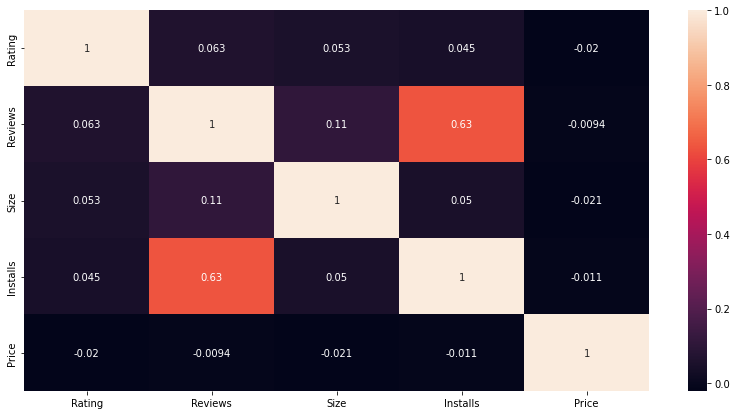 Rating 1 0.063 0.053 0.045 -0.02
Reviews 0.063 1 0.11 0.63 -0.0094
Size 0.053 0.11 1 0.05 -0.021
Installs 0.045 0.63 0.05 1 -0.011
Price -0.02 -0.0094 -0.021 -0.011 1
Rating Reviews Size Installs Price
1.0
0.8
0.6
0.4
0.2
0.0